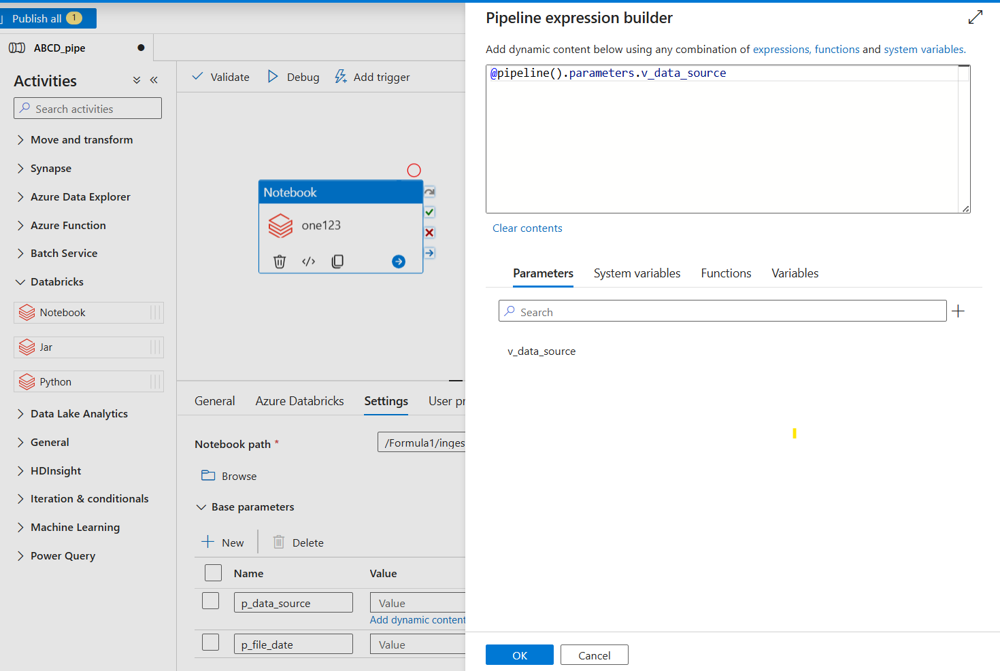 Publish all 1
ABCD_pipe
Activities
Search activities
Move and transform
Synapse
Azure Data Explorer
Azure Function
Batch Service
Databricks
Notebook
Jar
Python
Data Lake Analytics
General
HDInsight
Iteration & conditionals
Machine Learning
Power Query
Validate
Debug
Add trigger
Notebook
one123
General
Azure Databricks
Settings
User pr
Notebook path *
/Formula1/inges
Browse
Base parameters
New
Delete
Name
Value
p_data_source
Value
Add dynamic content
p_file_date
Value
Pipeline expression builder
Add dynamic content below using any combination of expressions, functions and system variables.
@pipeline().parameters.v_data_source
Clear contents
Parameters
System variables
Functions
Variables
Search
v_data_source
OK
Cancel